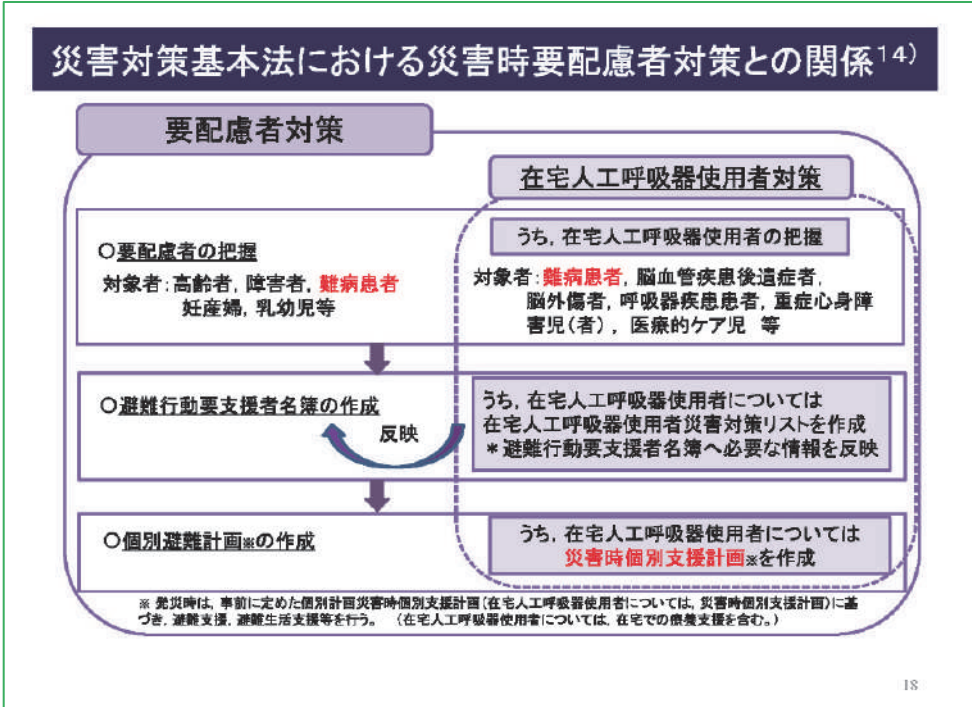 災害対策基本法における災害時要配慮者対策との関係14)
要配慮者対策
在宅人工呼吸器使用者対策
〇要配慮者の把握
対象者：高齢者，障害者，難病患者
妊産婦，乳幼児等
うち，在宅人工呼吸器使用者の把握
対象者：難病患者，脳血管疾患後遺症者，
脳外傷者，呼吸器疾患患者，重症心身障
害児（者），医療的ケア児 等
〇避難行動要支援者名簿の作成
反映
うち，在宅人工呼吸器使用者については
在宅人工呼吸器使用者災害対策リストを作成
＊避難行動要支援者名簿へ必要な情報を反映
〇個別避難計画※の作成
うち，在宅人工呼吸器使用者については
災害時個別支援計画※を作成
※ 発災時は，事前に定めた個別計画災害時個別支援計画（在宅人工呼吸器使用者については，災害時個別支援計画）に基
づき，避難支援，避難生活支援等を行う。（在宅人工呼吸器使用者については，在宅での療養支援を含む。）
18